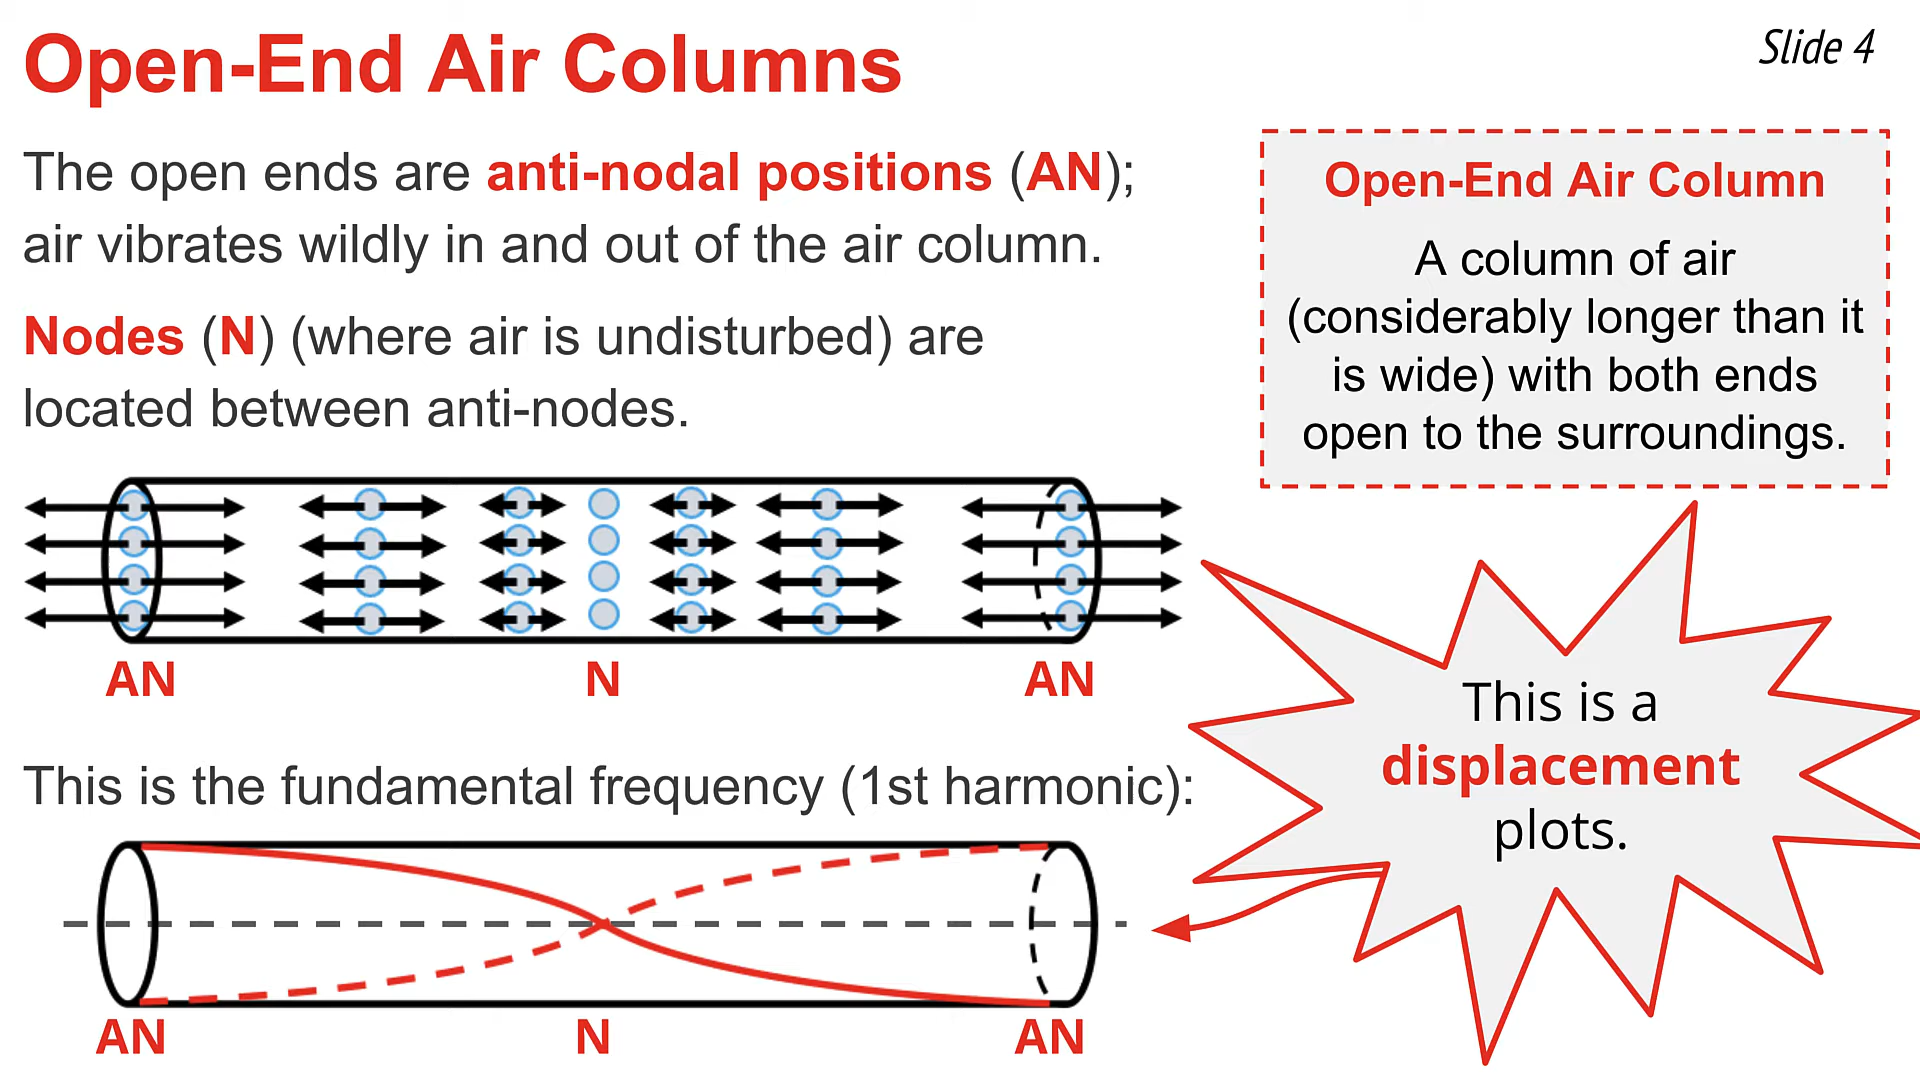 Open-End Air Columns
Slide 4
The open ends are anti-nodal positions (AN);
air vibrates wildly in and out of the air column.
Nodes (N) (where air is undisturbed) are
located between anti-nodes.
Open-End Air Column
A column of air
(considerably longer than it
is wide) with both ends
open to the surroundings.
AN N AN
This is a
displacement
plots.
This is the fundamental frequency (1st harmonic):
AN N AN